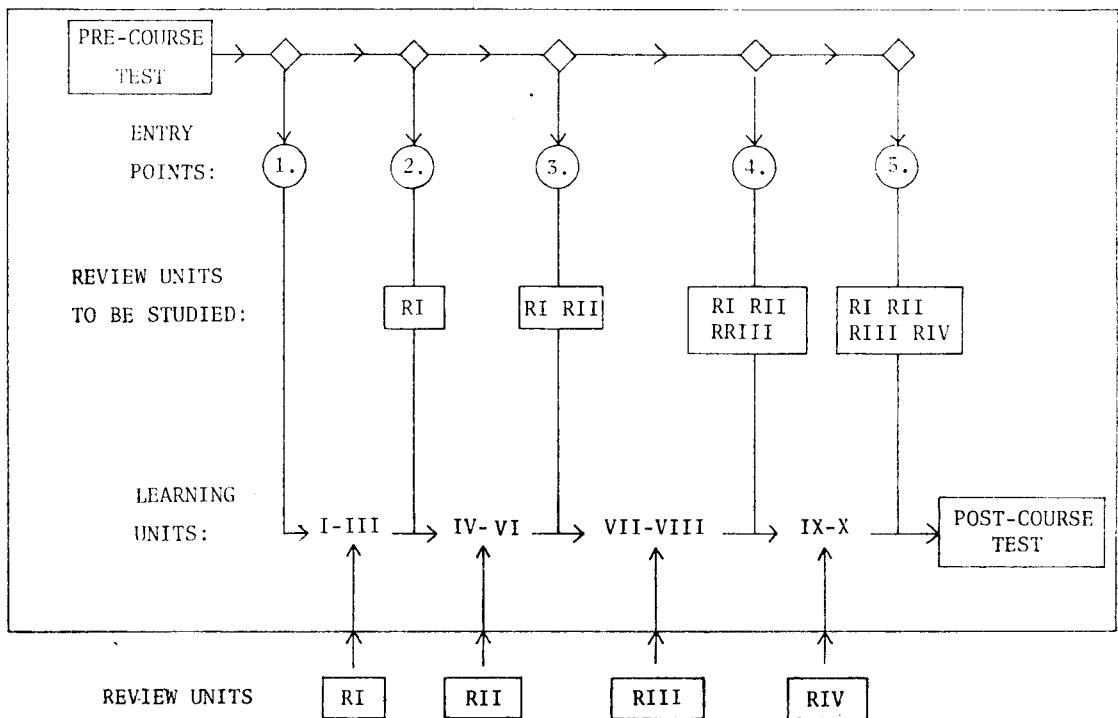 PRE-COURSE
TEST
ENTRY
POINTS:
1.
2.
3.
4.
5.
REVIEW UNITS
TO BE STUDIED:
RI
RI RII
RI RII
RRIII
RI RII
RIII RIV
LEARNING
UNITS:
I-III
IV-VI
VII-VIII
IX-X
POST-COURSE
TEST
REVIEW UNITS
RI
RII
RIII
RIV